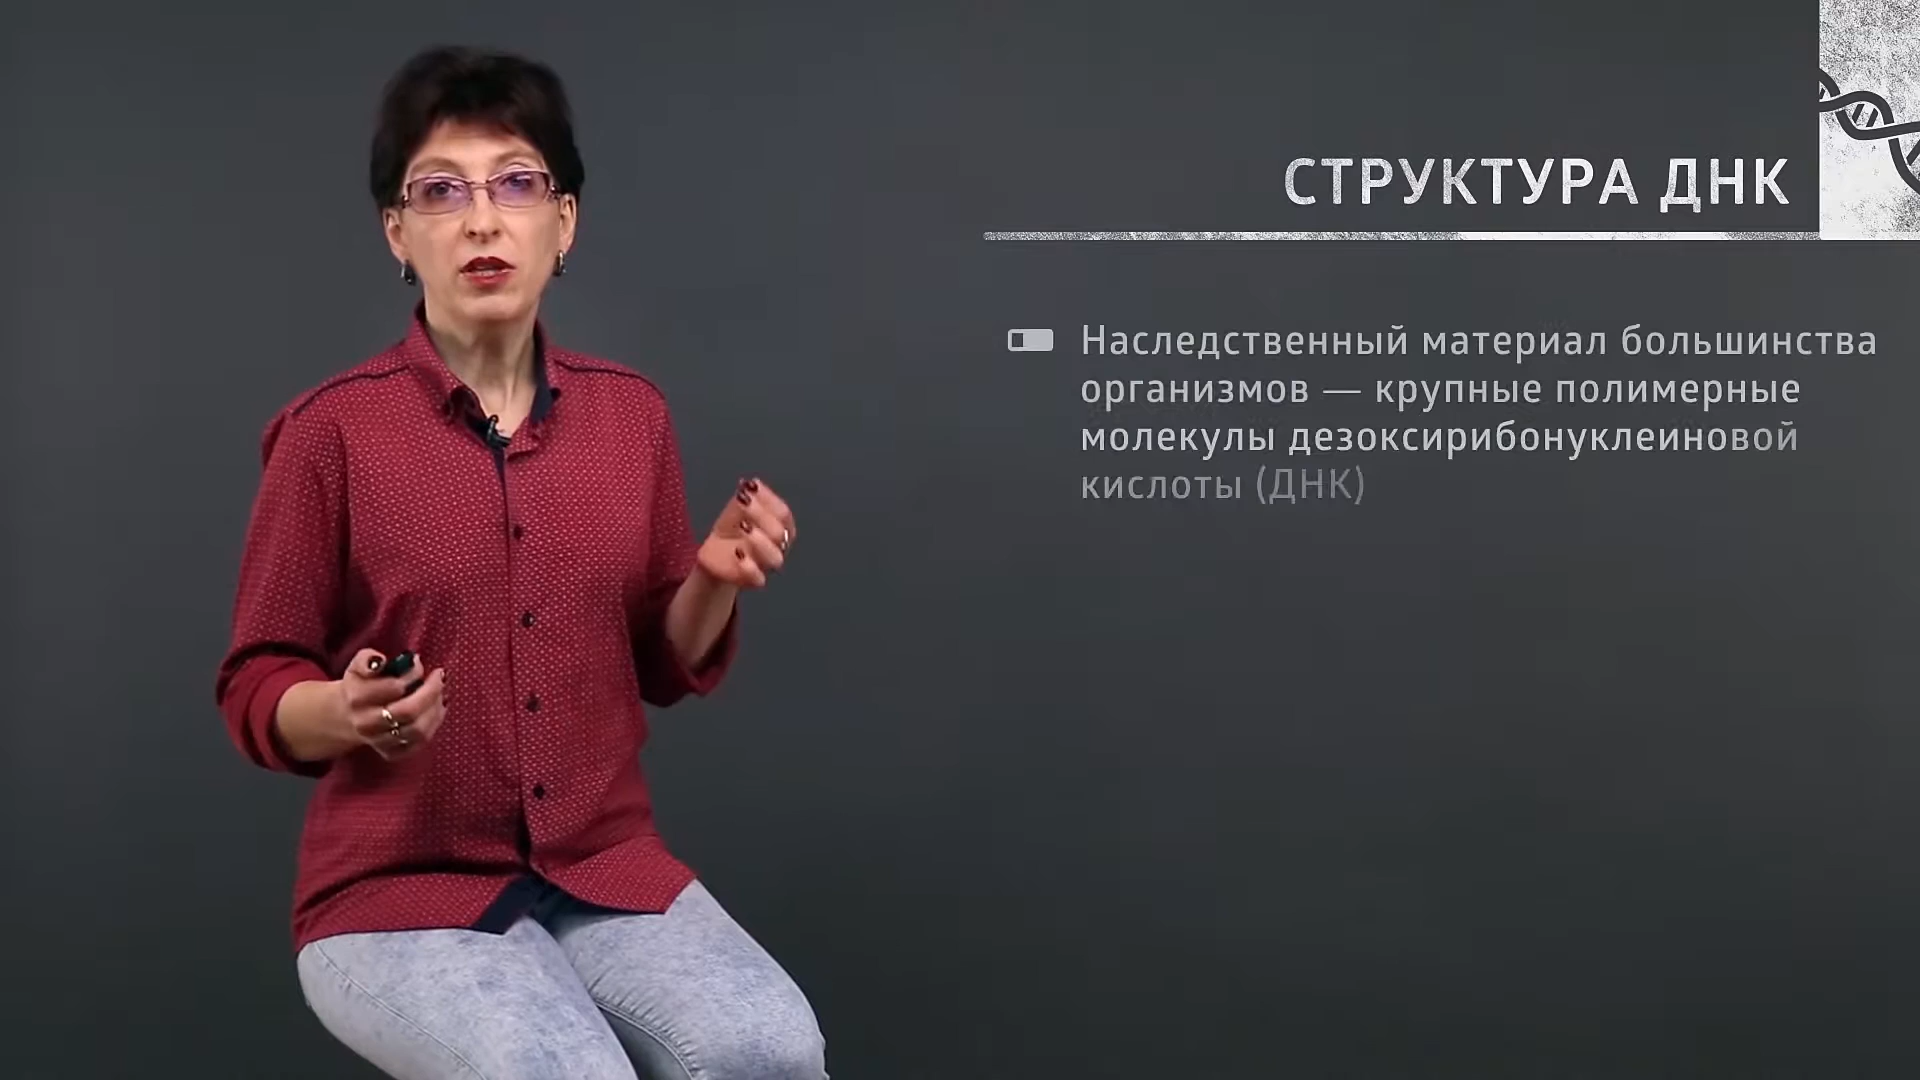 СТРУКТУРА ДНК
Наследственный материал большинства
организмов — крупные полимерные
молекулы дезоксирибонуклеиновой
кислоты (ДНК)